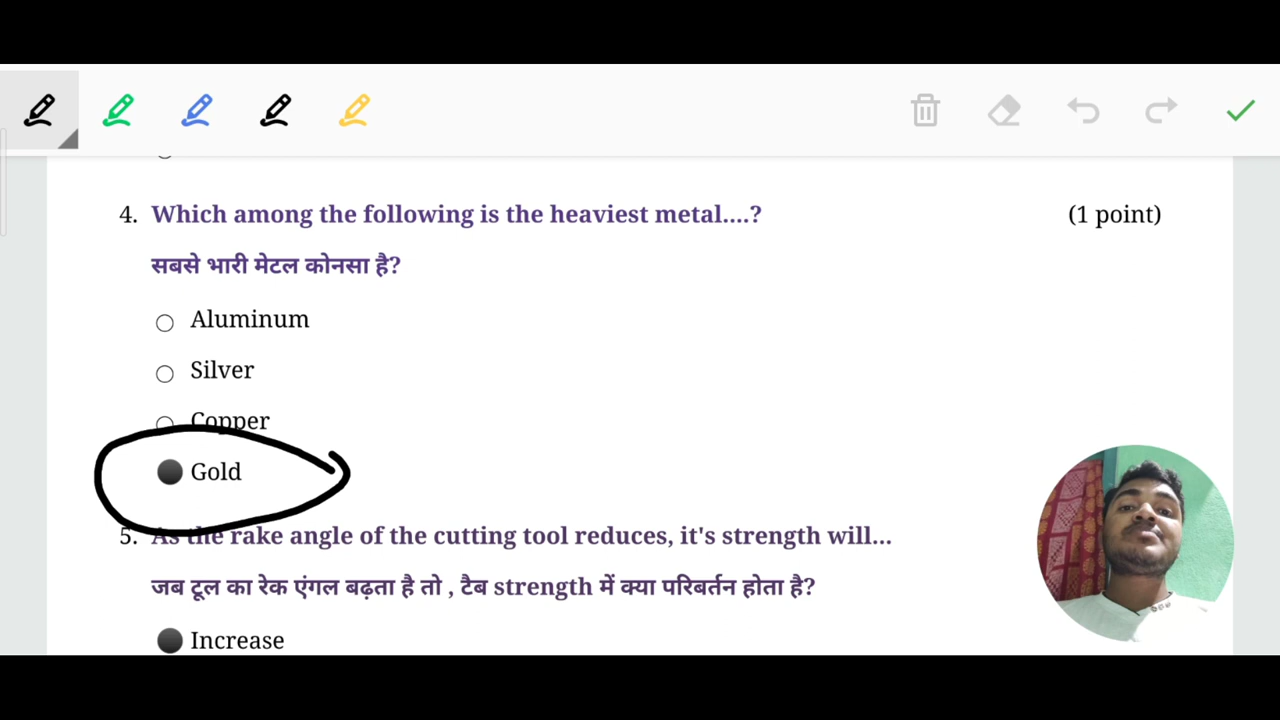 4. Which among the following is the heaviest metal....? (1 point)
सबसे भारी मेटल कोनसा है?
Aluminum
Silver
Copper
Gold
5. As the rake angle of the cutting tool reduces, it's strength will...
जब टूल का रेक एंगल बढ़ता है तो , टैब strength में क्या परिबर्तन होता है?
Increase